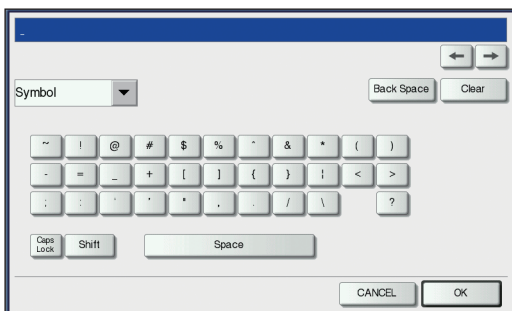 _
Symbol
Back Space Clear
~ ! @ # $ % ^ & * ( )
- = _ + [ ] { } ¦ < >
; : ` ' " , . / \ ?
Caps Lock Shift Space
CANCEL OK